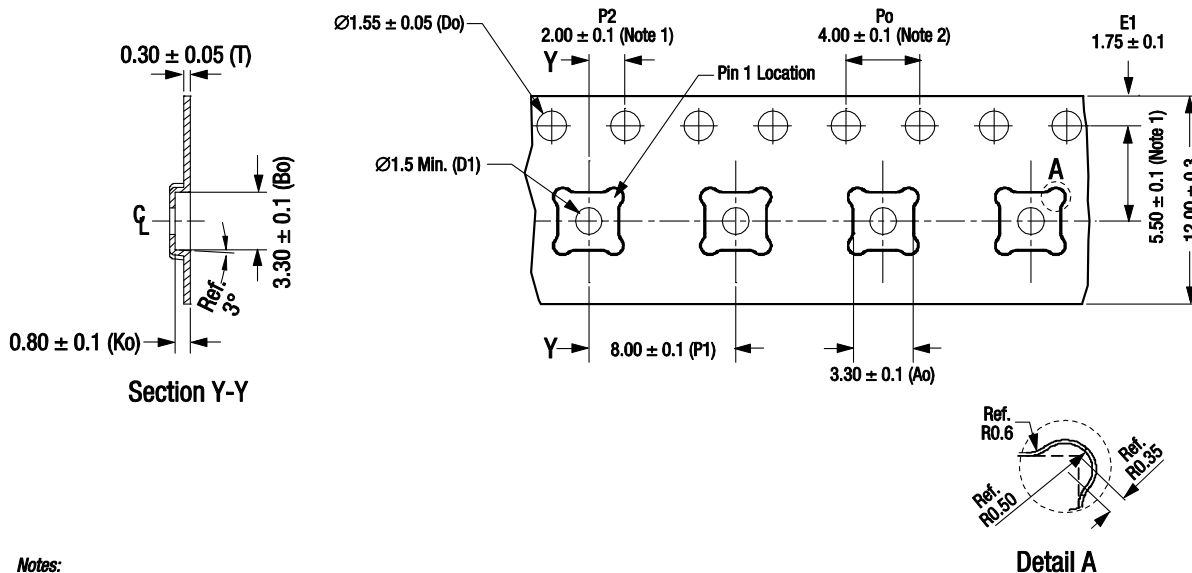 Ø1.55 ± 0.05 (Do)
P2
2.00 ± 0.1 (Note 1)
Po
4.00 ± 0.1 (Note 2)
E1
1.75 ± 0.1
0.30 ± 0.05 (T)
Y
Pin 1 Location
Ø1.5 Min. (D1)
A
5.50 ± 0.1 (Note 1)
12.00 ± 0.3
CL
3.30 ± 0.1 (Bo)
Ref.
3°
0.80 ± 0.1 (Ko)
Y
8.00 ± 0.1 (P1)
3.30 ± 0.1 (Ao)
Section Y-Y
Ref.
R0.6
Ref.
R0.35
Ref.
R0.50
Detail A
Notes: